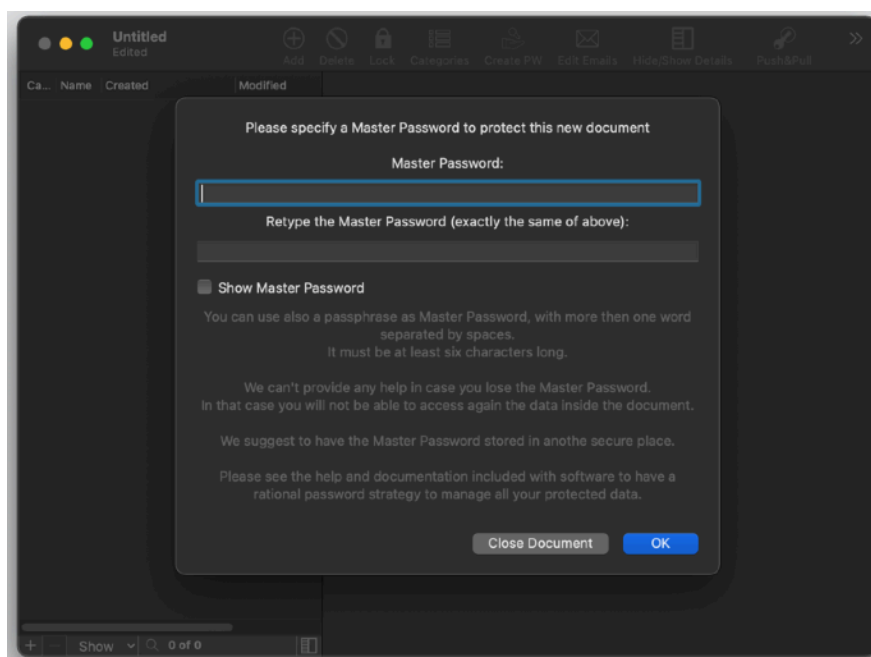 Untitled
Edited
Add Delete Lock Categories Create PW Edit Emails Hide/Show Details Push&Pull
Ca... Name Created Modified
Please specify a Master Password to protect this new document
Master Password:
Retype the Master Password (exactly the same of above):
Show Master Password
You can use also a passphrase as Master Password, with more then one word
separated by spaces.
It must be at least six characters long.
We can't provide any help in case you lose the Master Password.
In that case you will not be able to access again the data inside the document.
We suggest to have the Master Password stored in anothe secure place.
Please see the help and documentation included with software to have a
rational password strategy to manage all your protected data.
Close Document OK
Show 0 of 0